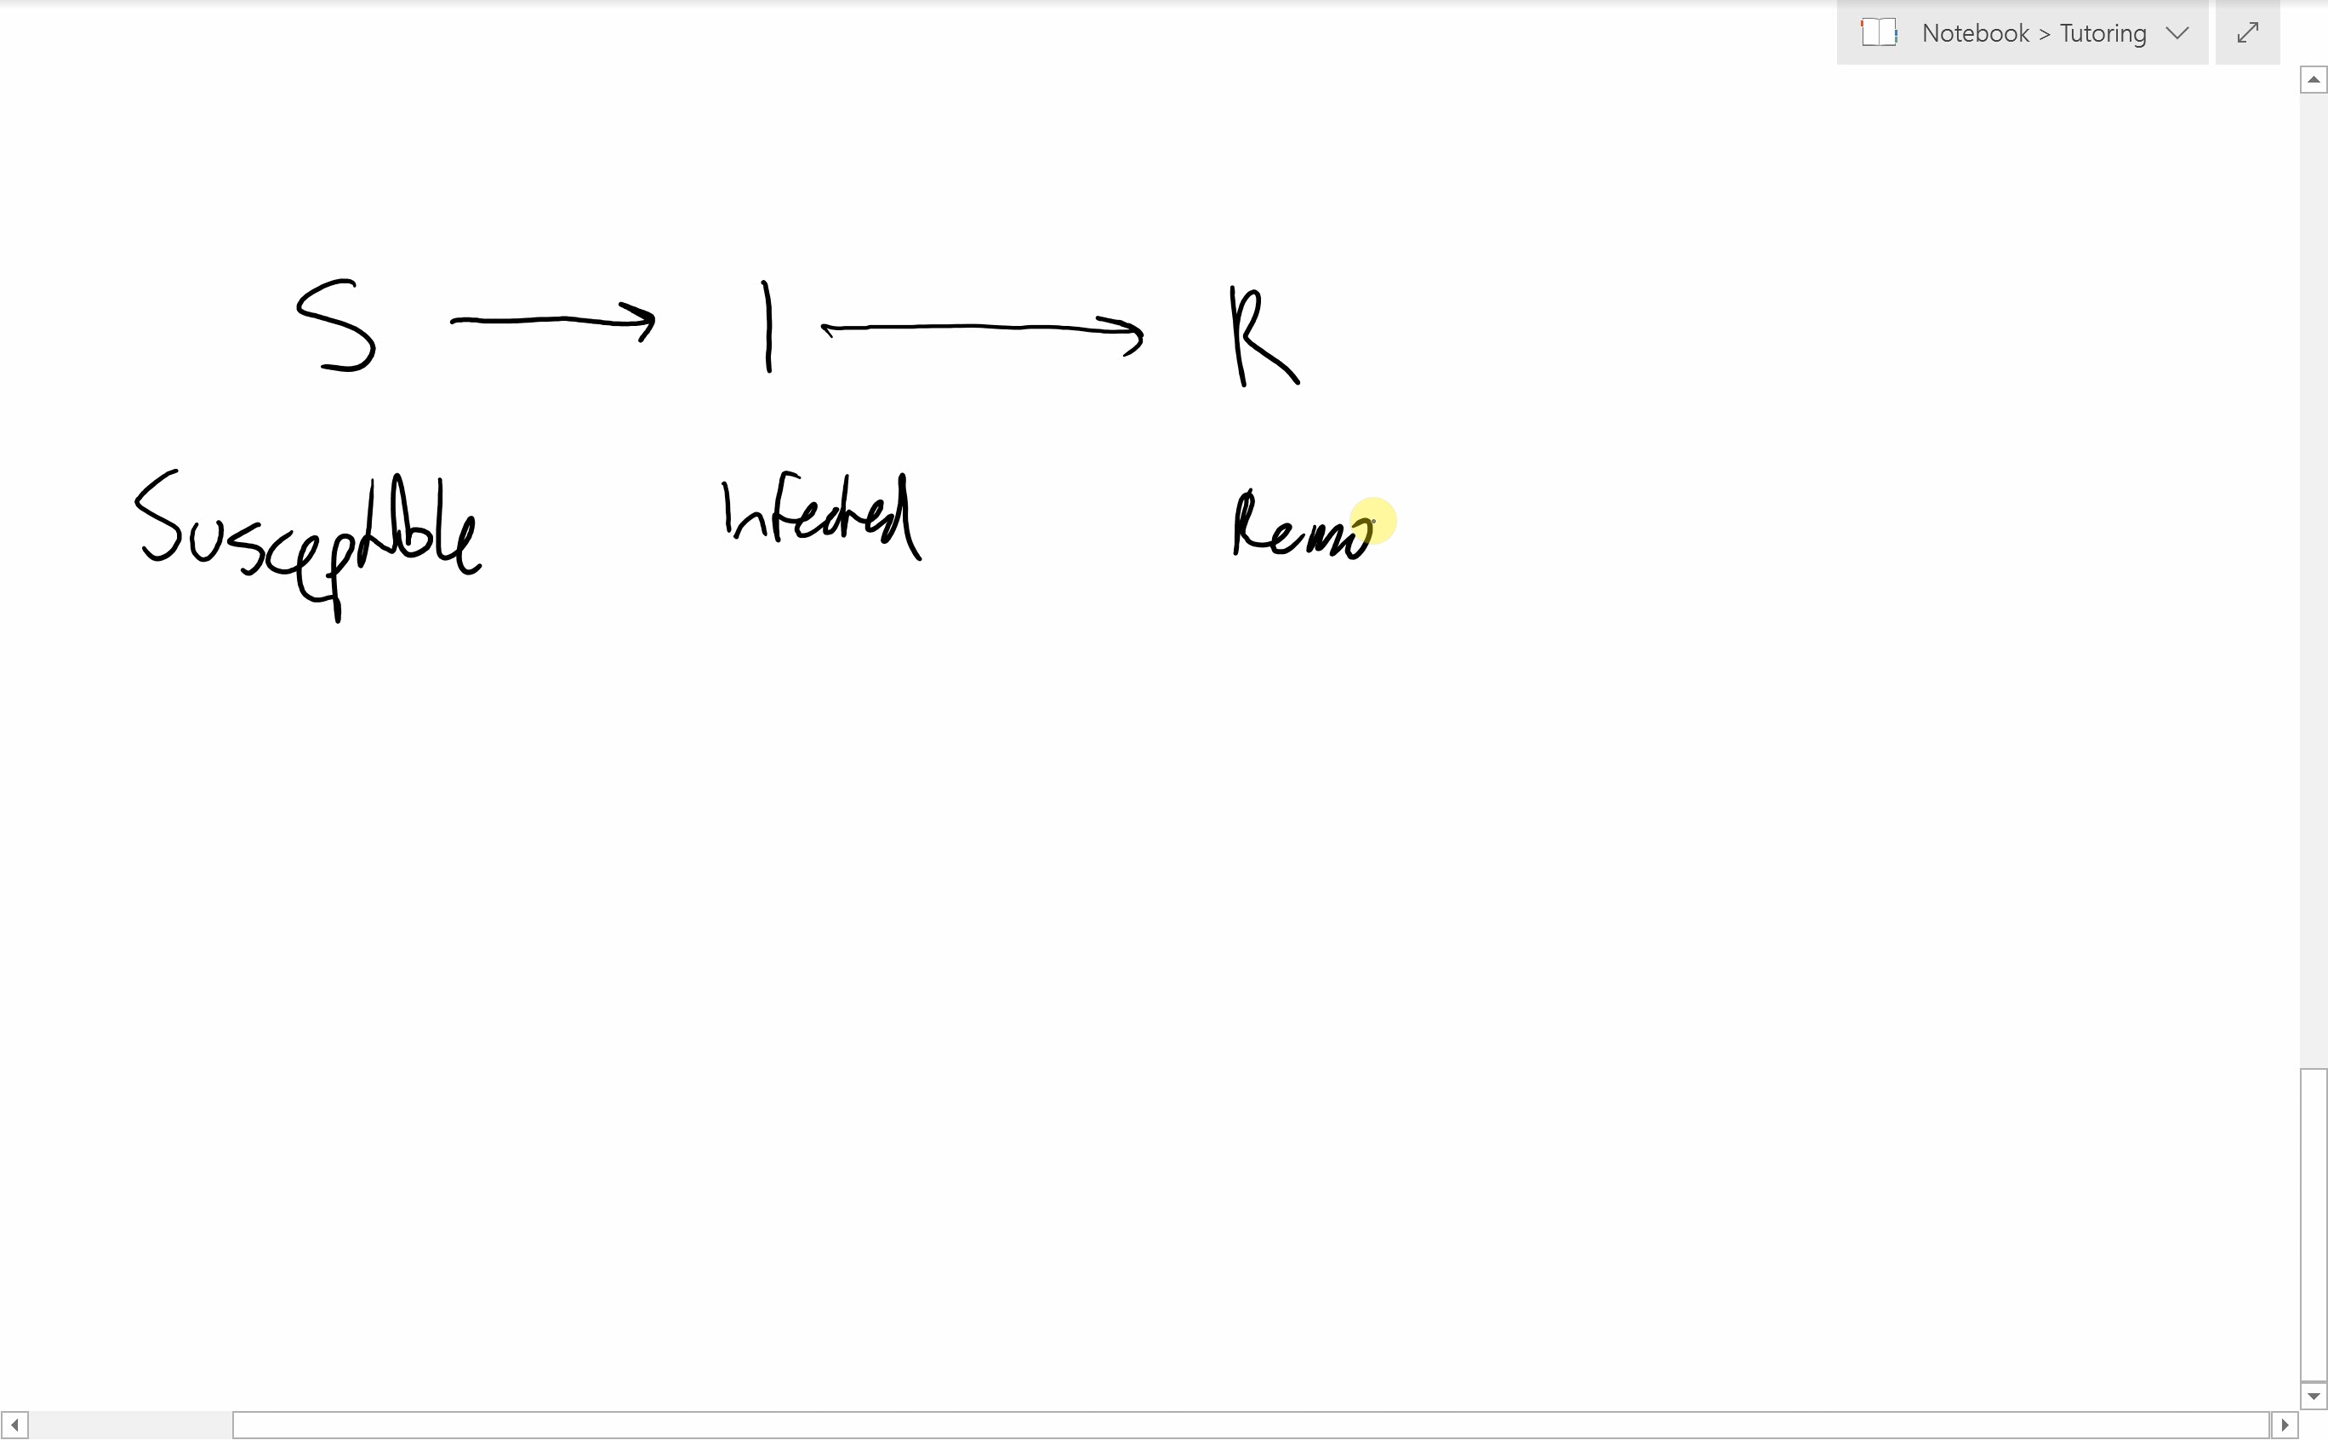 Notebook > Tutoring
S → I → R
Susceptible Infected Remo